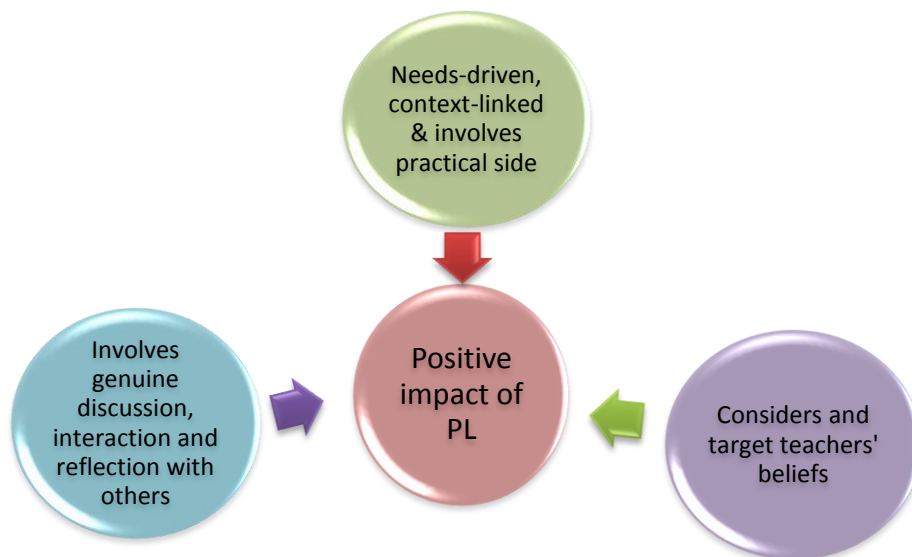 Needs-driven,
context-linked
& involves
practical side
Involves
genuine
discussion,
interaction and
reflection with
others
Positive
impact of
PL
Considers and
target teachers'
beliefs